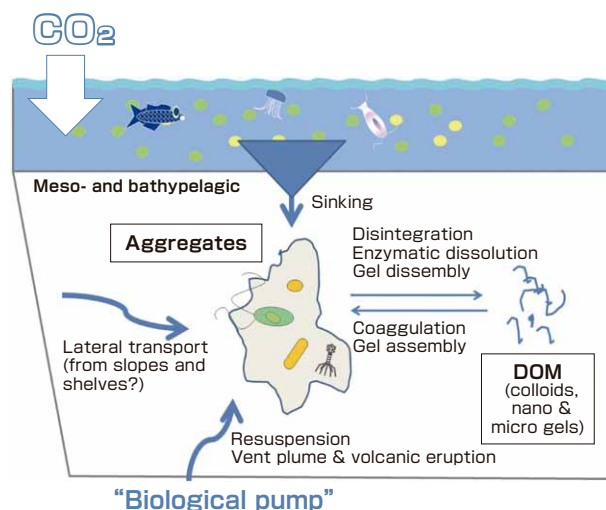 CO₂
Meso- and bathypelagic
Sinking
Aggregates
Disintegration
Enzymatic dissolution
Gel dissembly
Coaggulation
Gel assembly
Lateral transport
(from slopes and
shelves?)
DOM
(colloids,
nano &
micro gels)
Resuspension
Vent plume & volcanic eruption
“Biological pump”